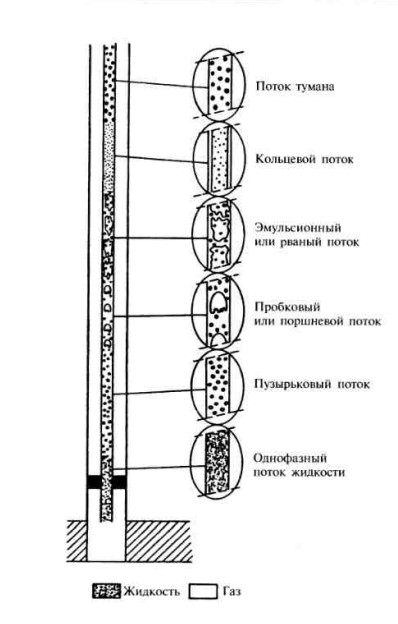 Поток тумана
Кольцевой поток
Эмульсионный
или рваный поток
Пробковый
или поршневой поток
Пузырьковый поток
Однофазный
поток жидкости
Жидкость Газ